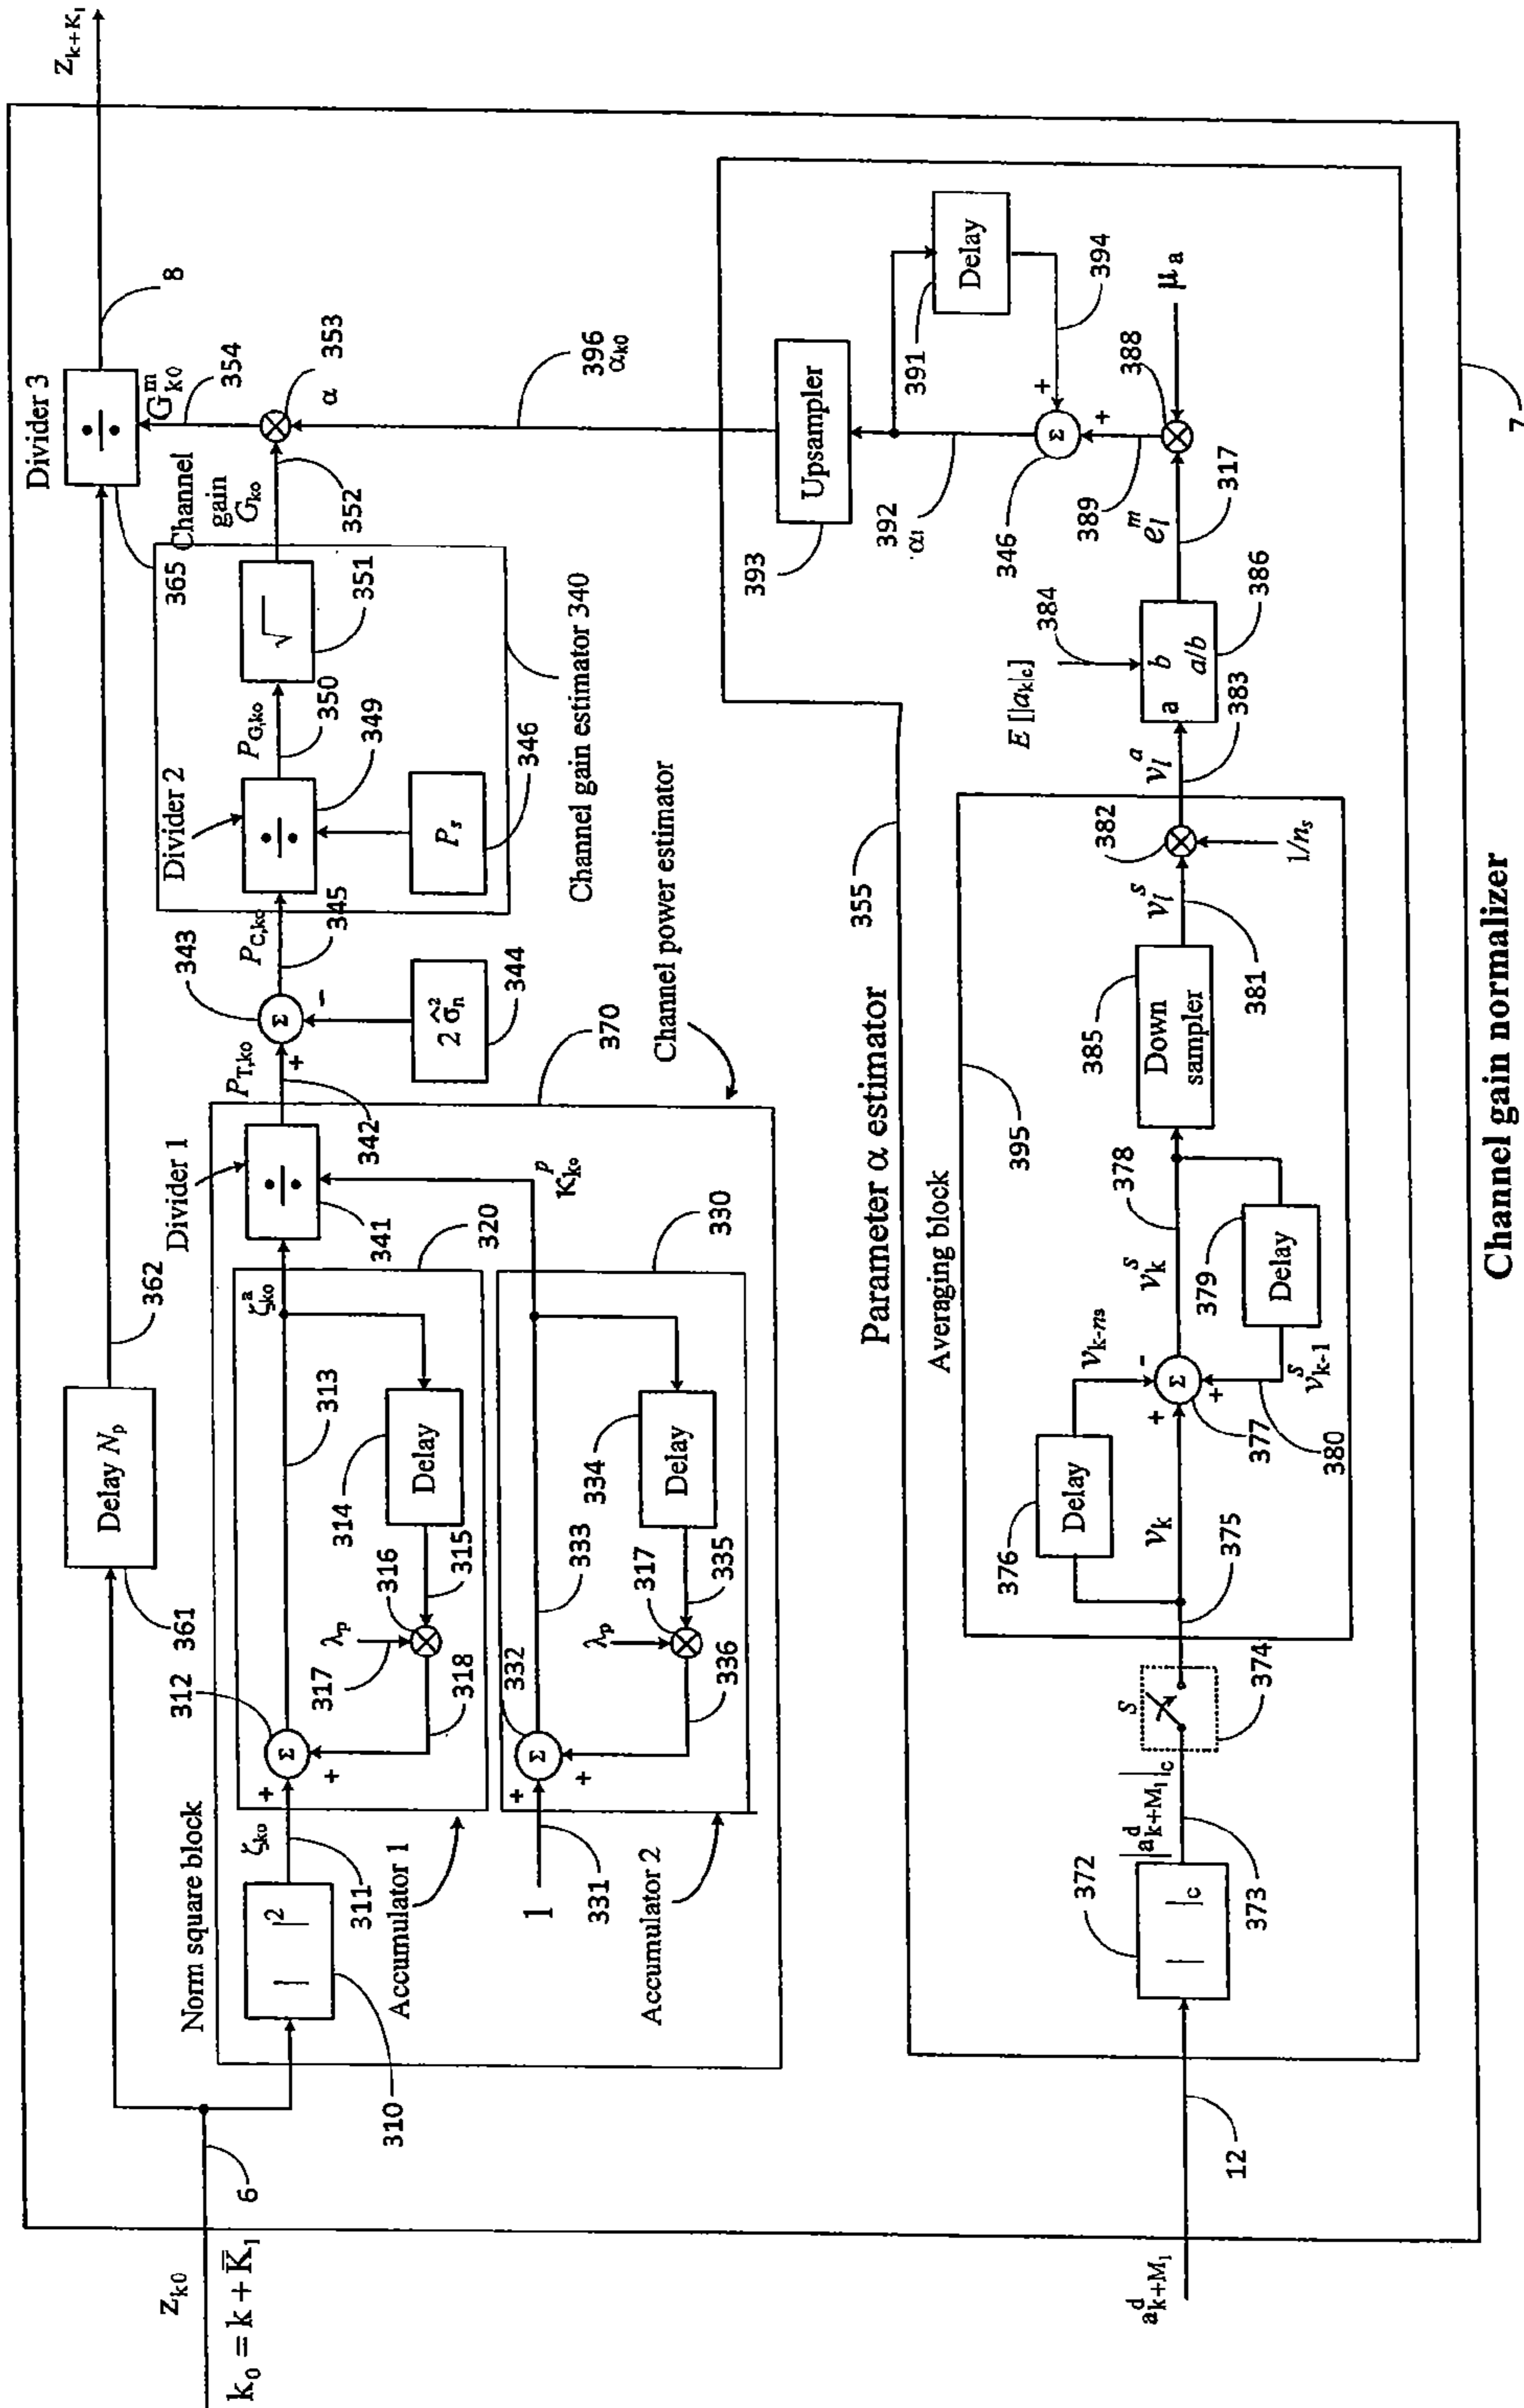 z_{k0}
k_0 = k + K̄_1
6
Delay N_p
361
362
Divider 3
÷
365
8
z_{k+K_1}
G^m_{k0}
354
353
α
Channel
gain
G_{k0}
352
396
α_{k0}
Norm square block
| |^2
310
ζ_{k0}
311
Accumulator 1
Σ
+
+
312
313
ζ^a_{k0}
320
Delay
314
315
316
λ_p
317
318
Accumulator 2
1
331
Σ
+
+
332
333
330
Delay
334
335
317
λ_p
336
κ^p_{k0}
Divider 1
÷
341
342
P_{T,k0}
370
Channel power estimator
+
Σ
−
343
2σ̂_n^2
344
P_{C,k0}
345
Divider 2
÷
349
P_s
346
P_{G,k0}
350
√
351
Channel gain estimator 340
Parameter α estimator
355
a^d_{k+M_1}
12
| |_c
372
|a^d_{k+M_1}|_c
373
S
374
Averaging block
395
375
v_k
Delay
376
v_{k-ns}
Σ
+
−
+
377
v^s_k
378
Delay
379
v^s_{k-1}
380
Down
sampler
385
v^s_l
381
382
1/n_s
v^a_l
383
E [|a_k|_c]
384
a
b
a/b
386
e^m_l
317
388
μ_a
389
+
Σ
+
346
394
Delay
391
392
α_l
Upsampler
393
Channel gain normalizer
7